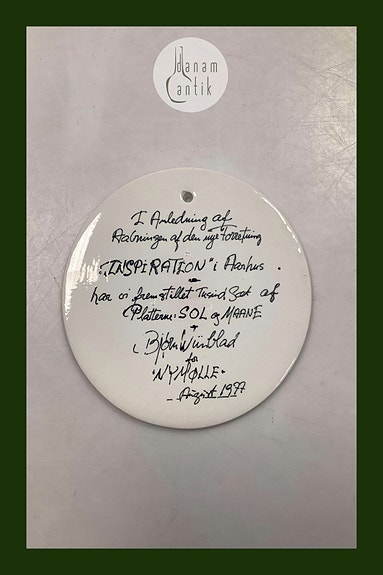 danam
antik
I Anledning af
Aabningen af den nye Forretning
"INSPIRATION" i Aarhus.
har vi fremstillet Tusind Sæt af
Platterne: SOL og MAANE
+
Bjørn Wiinblad
for
"NYMØLLE"
– August 1977